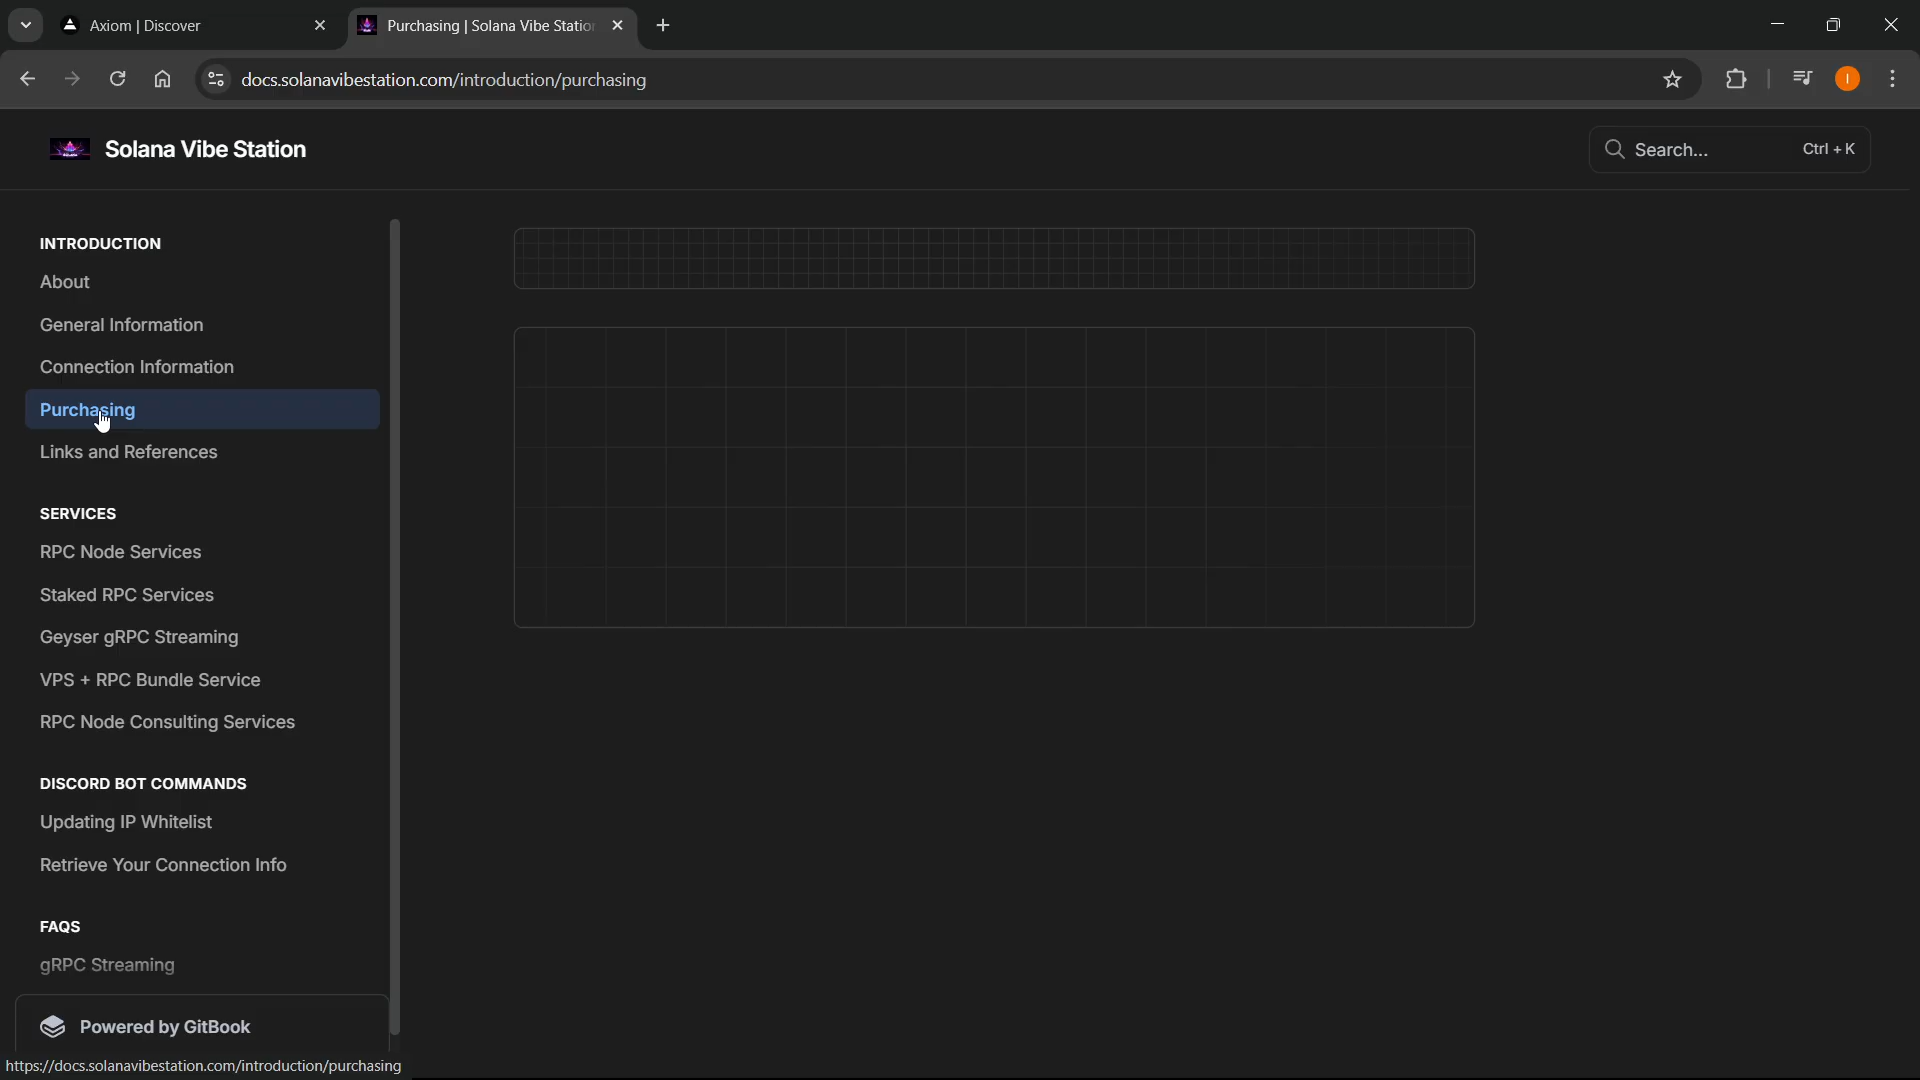 Axiom | Discover
Purchasing | Solana Vibe Statio
docs.solanavibestation.com/introduction/purchasing
I
Solana Vibe Station
Search...
Ctrl + K
INTRODUCTION
About
General Information
Connection Information
Purchasing
Links and References
SERVICES
RPC Node Services
Staked RPC Services
Geyser gRPC Streaming
VPS + RPC Bundle Service
RPC Node Consulting Services
DISCORD BOT COMMANDS
Updating IP Whitelist
Retrieve Your Connection Info
FAQS
gRPC Streaming
Powered by GitBook
https://docs.solanavibestation.com/introduction/purchasing